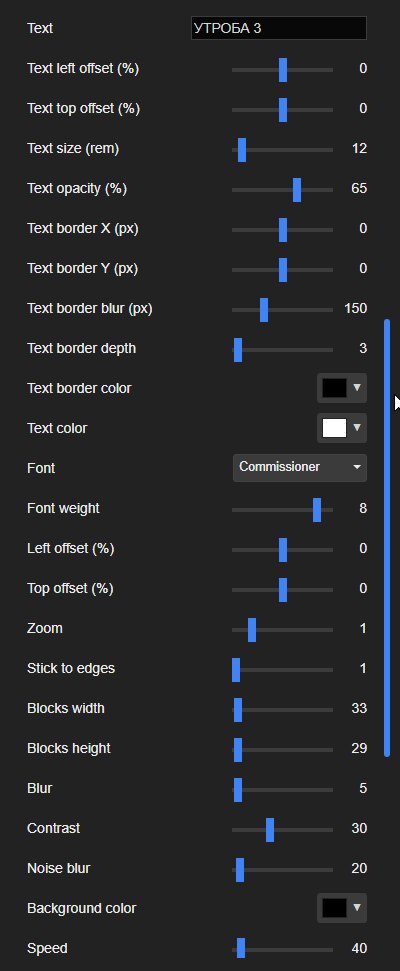 Text УТРОБА 3
Text left offset (%) 0
Text top offset (%) 0
Text size (rem) 12
Text opacity (%) 65
Text border X (px) 0
Text border Y (px) 0
Text border blur (px) 150
Text border depth 3
Text border color
Text color
Font Commissioner
Font weight 8
Left offset (%) 0
Top offset (%) 0
Zoom 1
Stick to edges 1
Blocks width 33
Blocks height 29
Blur 5
Contrast 30
Noise blur 20
Background color
Speed 40